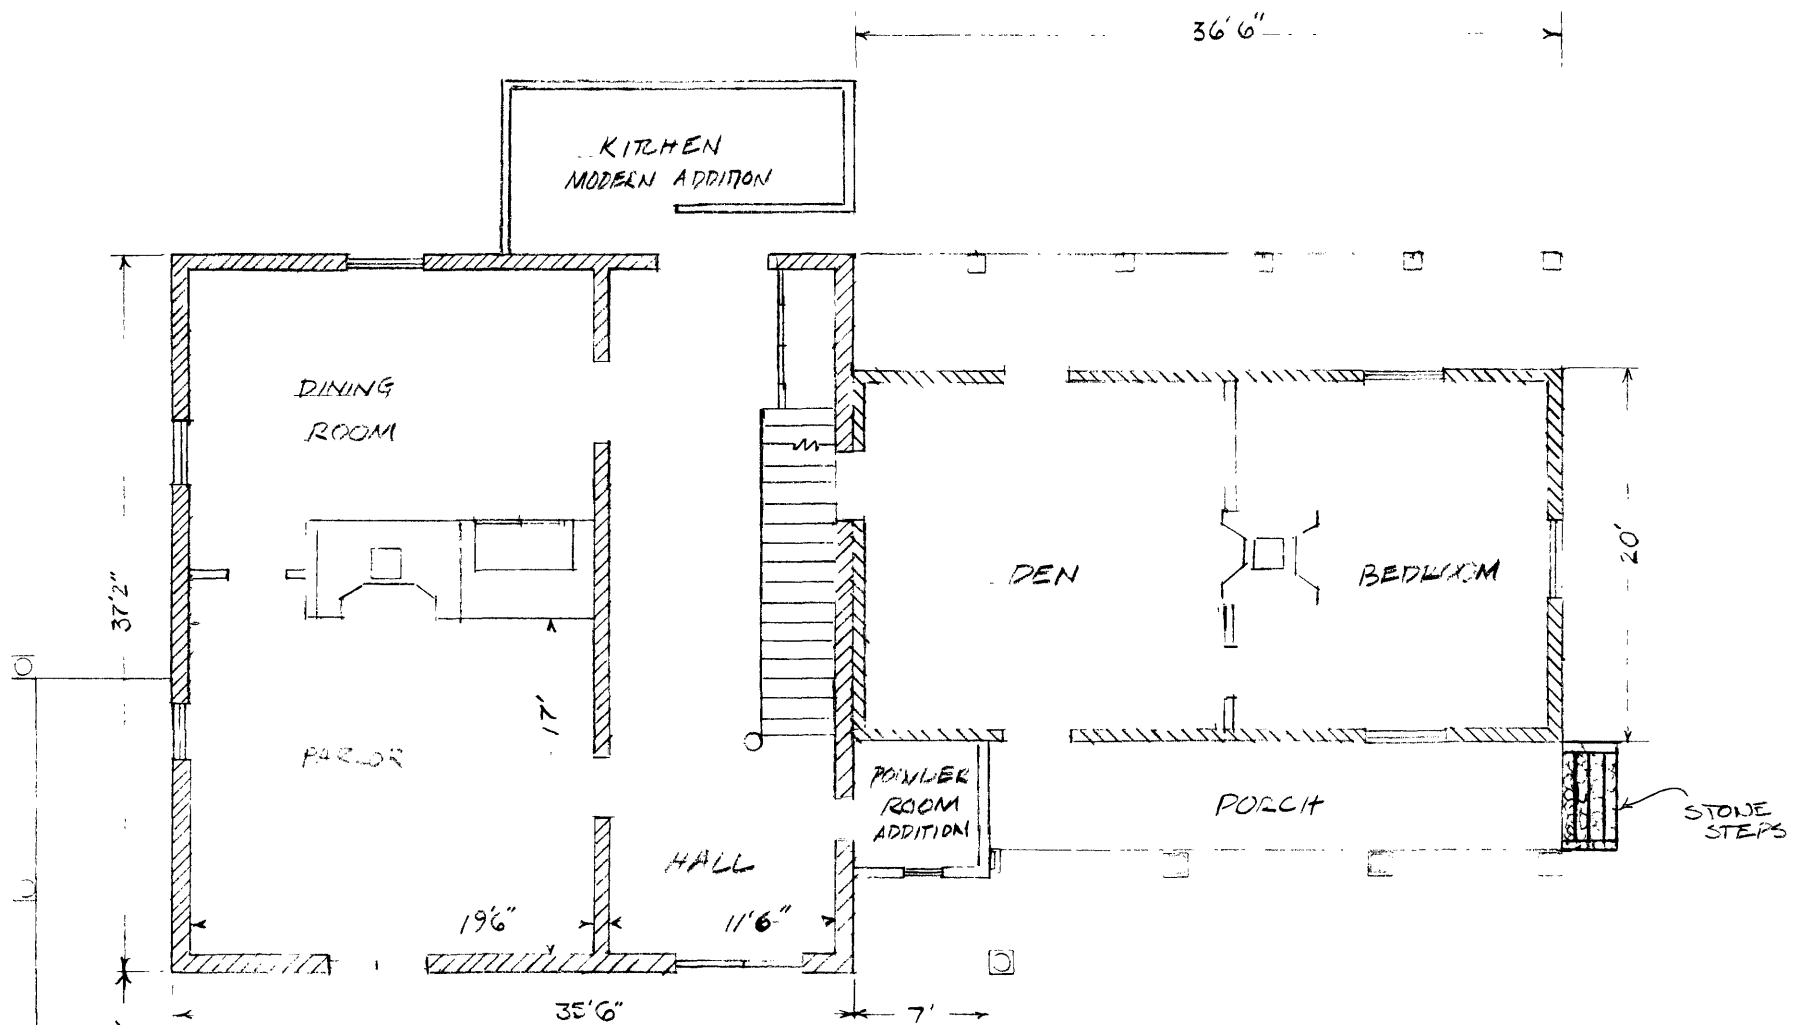 36'6"
KITCHEN
MODERN ADDITION
DINING
ROOM
37'2"
DEN
BEDROOM
20'
17'
PARLOR
POWDER
ROOM
ADDITION
PORCH
STONE
STEPS
HALL
19'6"
11'6"
35'6"
7'